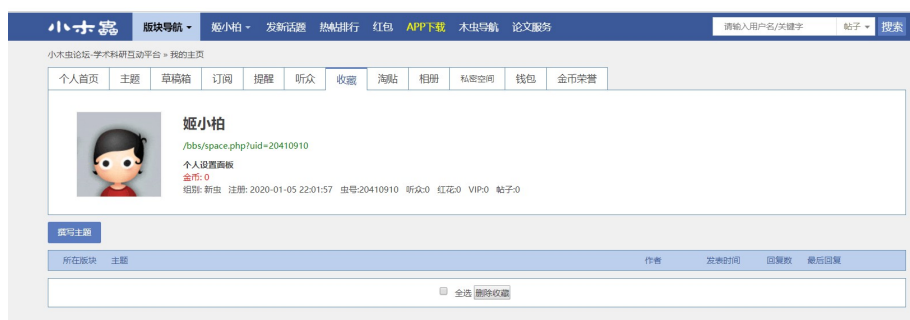 小木蟲 版块导航 姬小柏 发新话题 热帖排行 红包 APP下载 木虫导航 论文服务 请输入用户名/关键字 帖子 搜索
小木虫论坛-学术科研互动平台 » 我的主页
个人首页 主题 草稿箱 订阅 提醒 听众 收藏 淘贴 相册 私密空间 钱包 金币荣誉
姬小柏
/bbs/space.php?uid=20410910
个人设置面板
金币: 0
组别: 新虫 注册: 2020-01-05 22:01:57 虫号:20410910 听众:0 红花:0 VIP:0 帖子:0
撰写主题
所在版块 主题 作者 发表时间 回复数 最后回复
全选 删除收藏